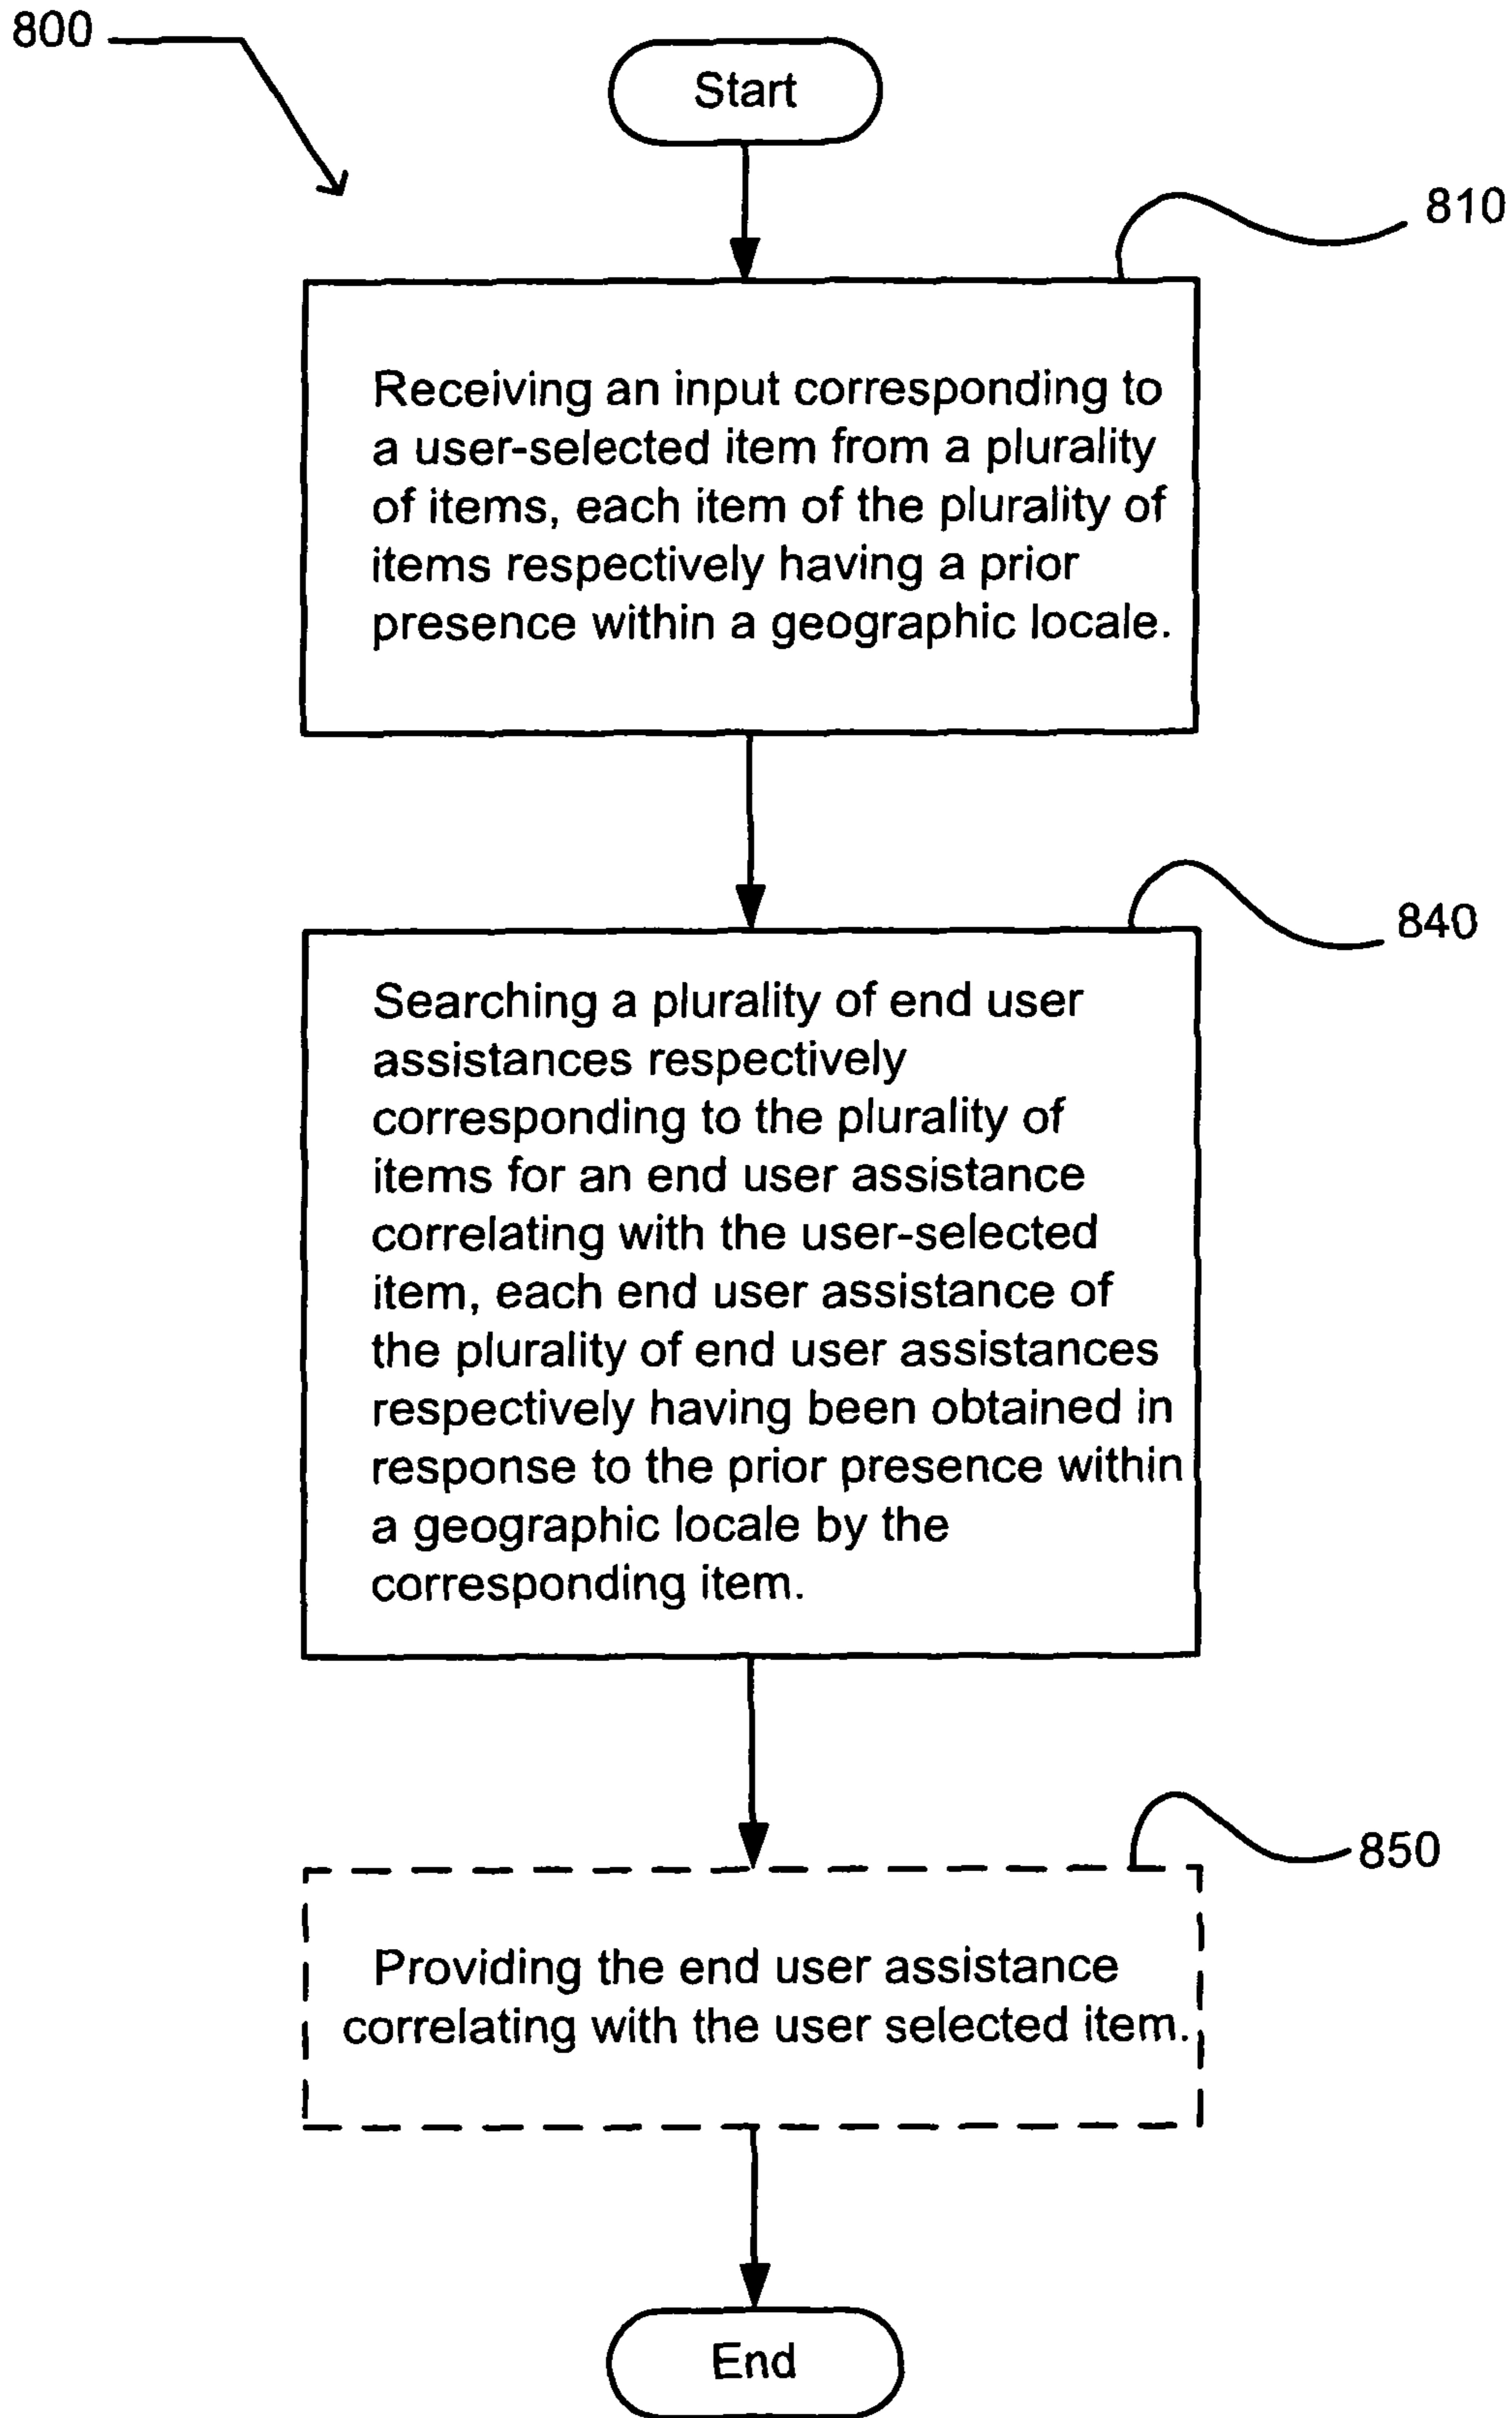 800
Start
810
Receiving an input corresponding to
a user-selected item from a plurality
of items, each item of the plurality of
items respectively having a prior
presence within a geographic locale.
840
Searching a plurality of end user
assistances respectively
corresponding to the plurality of
items for an end user assistance
correlating with the user-selected
item, each end user assistance of
the plurality of end user assistances
respectively having been obtained in
response to the prior presence within
a geographic locale by the
corresponding item.
850
Providing the end user assistance
correlating with the user selected item.
End